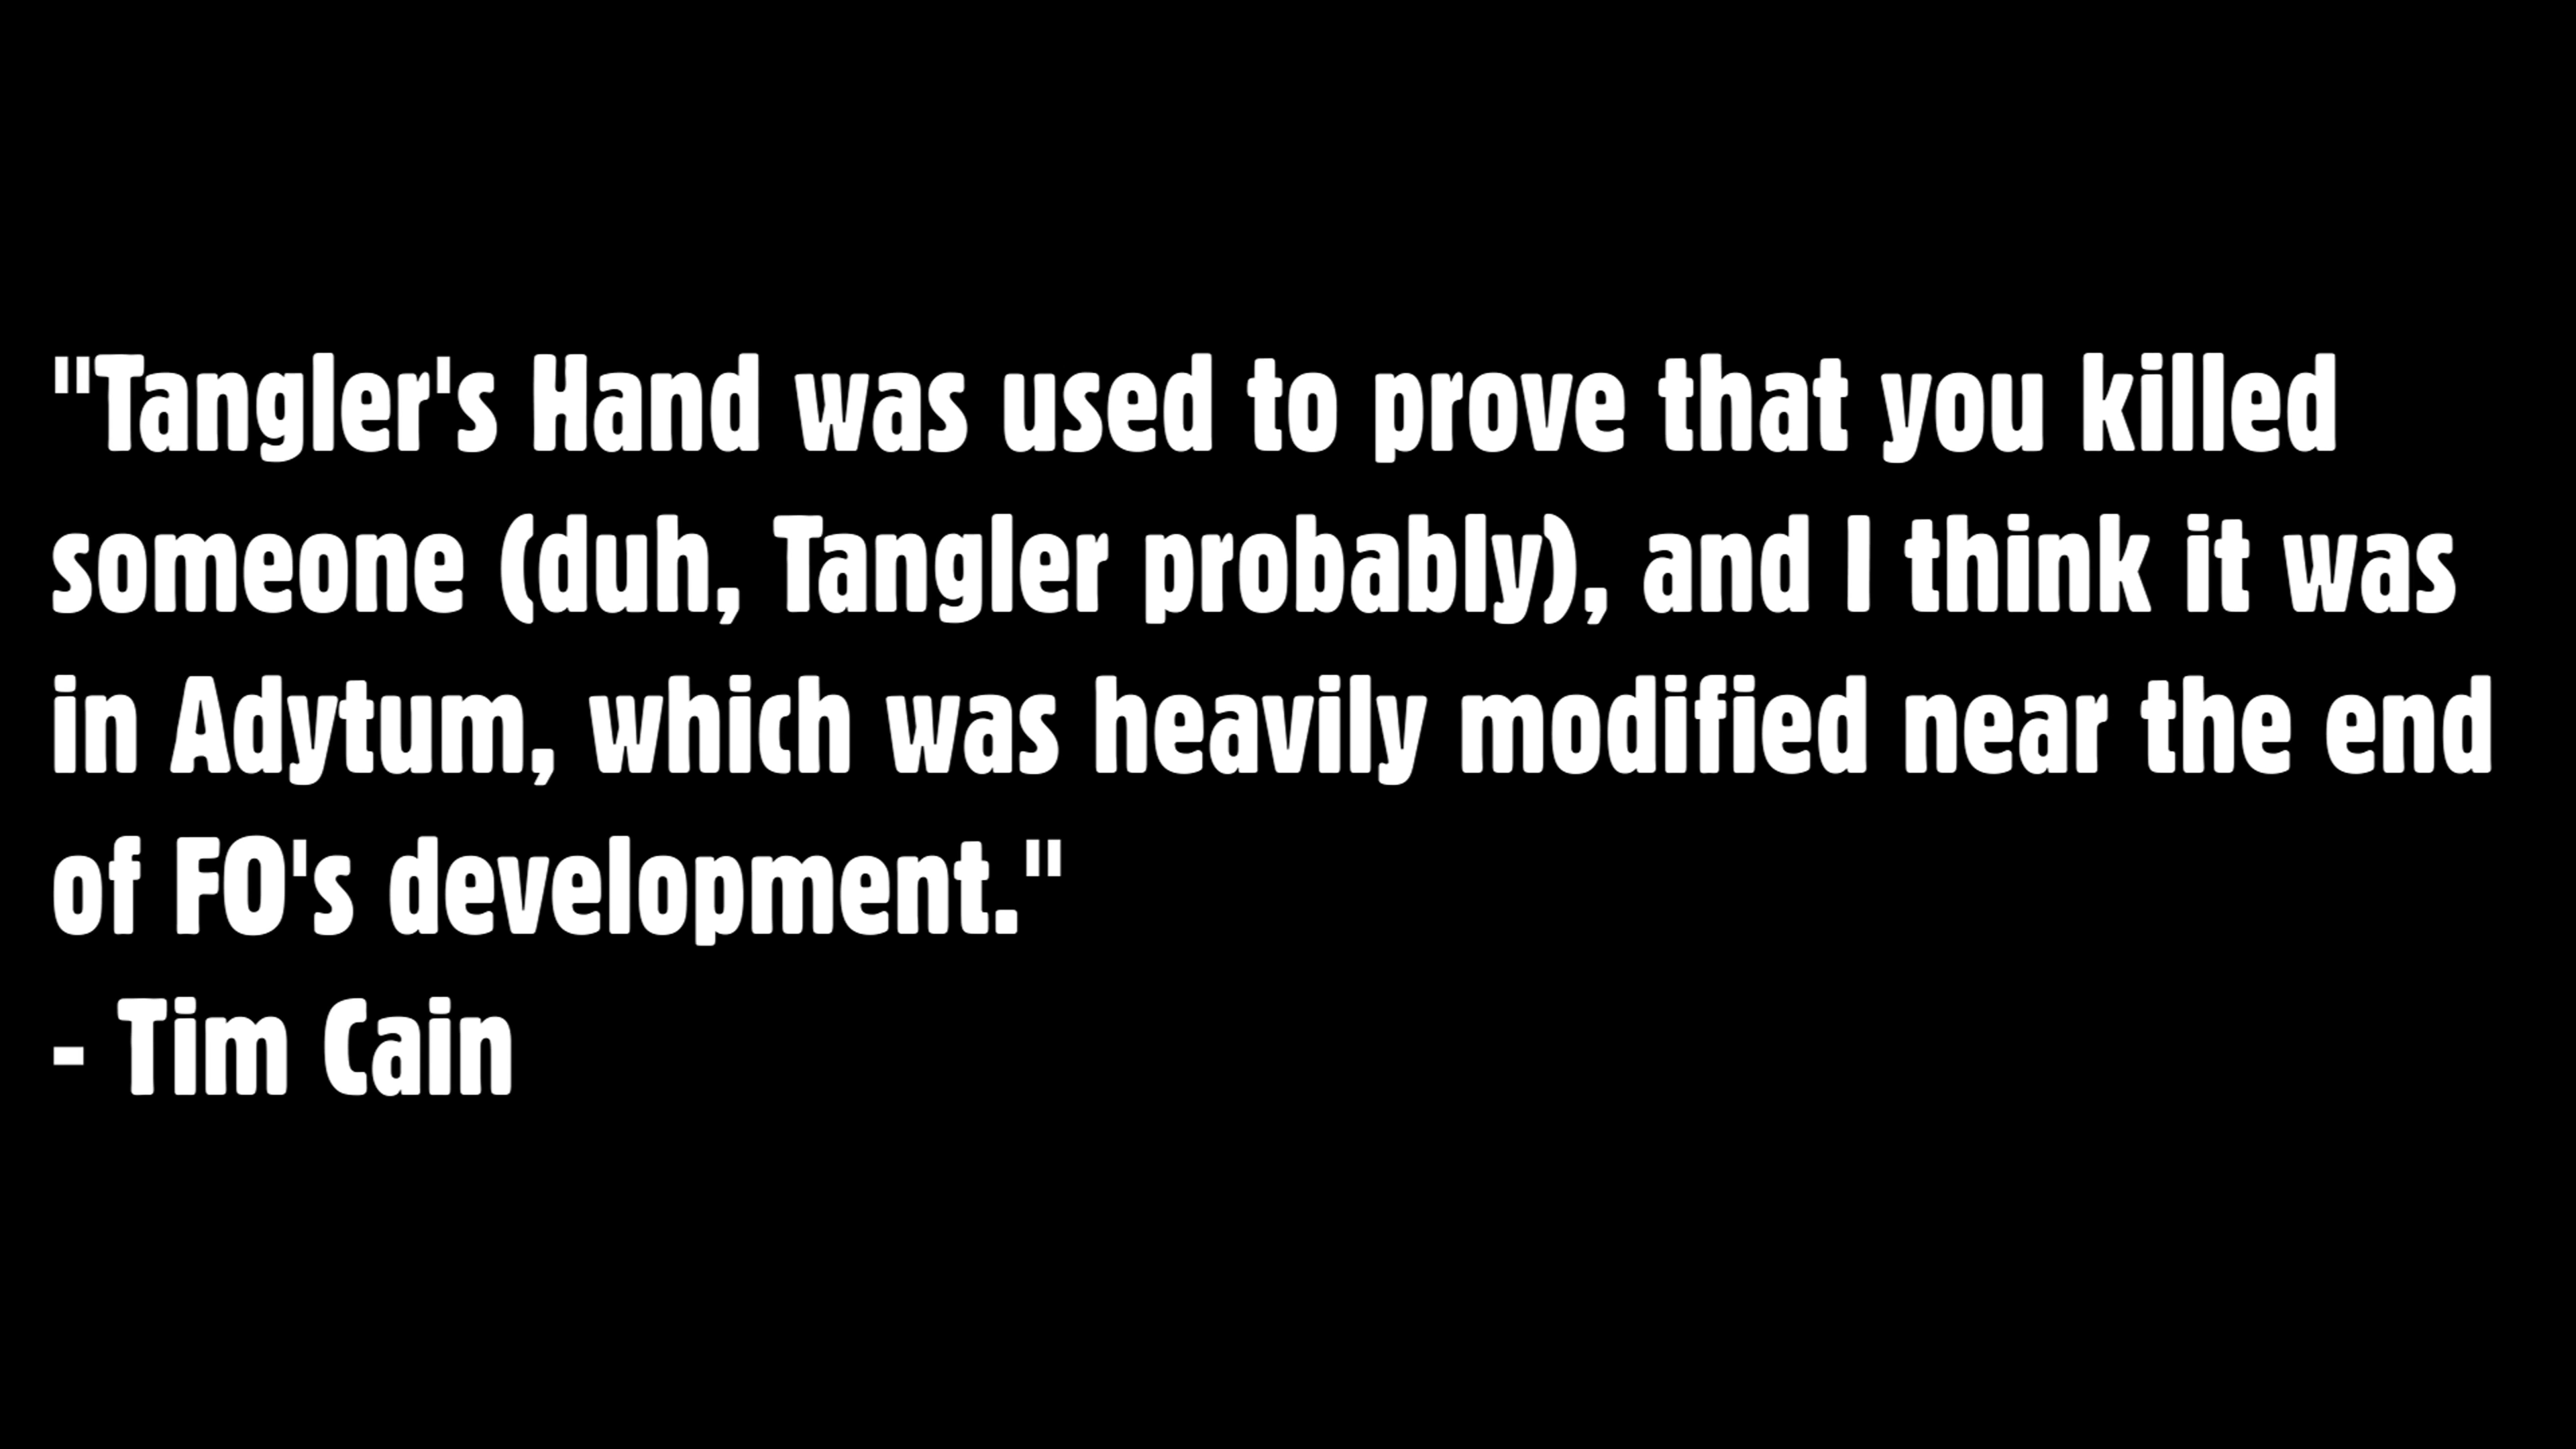 "Tangler's Hand was used to prove that you killed
someone (duh, Tangler probably), and I think it was
in Adytum, which was heavily modified near the end
of FO's development."
- Tim Cain